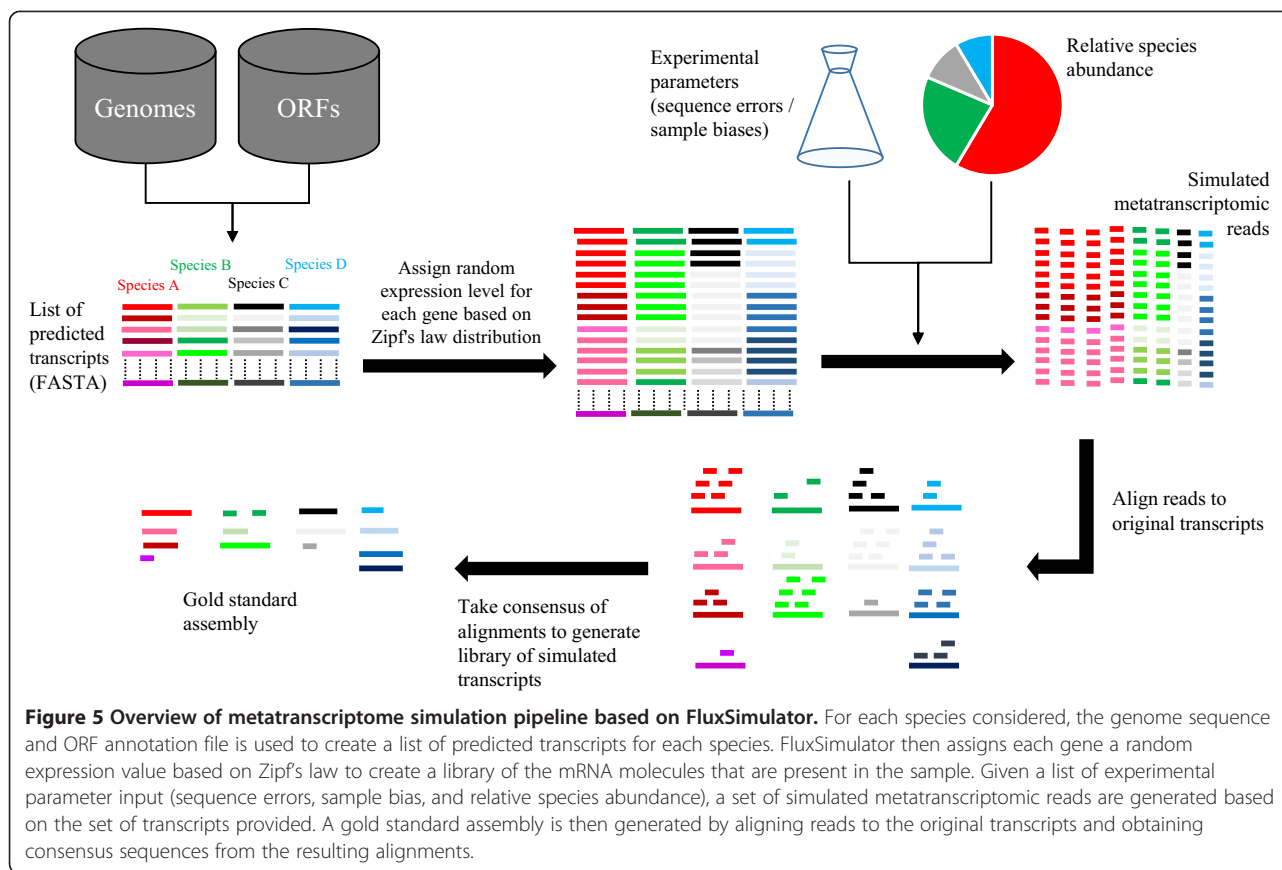 Genomes
ORFs
Experimental
parameters
(sequence errors /
sample biases)
Relative species
abundance
Simulated
metatranscriptomic
reads
Species A
Species B
Species C
Species D
List of
predicted
transcripts
(FASTA)
Assign random
expression level for
each gene based on
Zipf's law distribution
Align reads to
original transcripts
Gold standard
assembly
Take consensus of
alignments to generate
library of simulated
transcripts
Figure 5 Overview of metatranscriptome simulation pipeline based on FluxSimulator. For each species considered, the genome sequence
and ORF annotation file is used to create a list of predicted transcripts for each species. FluxSimulator then assigns each gene a random
expression value based on Zipf's law to create a library of the mRNA molecules that are present in the sample. Given a list of experimental
parameter input (sequence errors, sample bias, and relative species abundance), a set of simulated metatranscriptomic reads are generated based
on the set of transcripts provided. A gold standard assembly is then generated by aligning reads to the original transcripts and obtaining
consensus sequences from the resulting alignments.